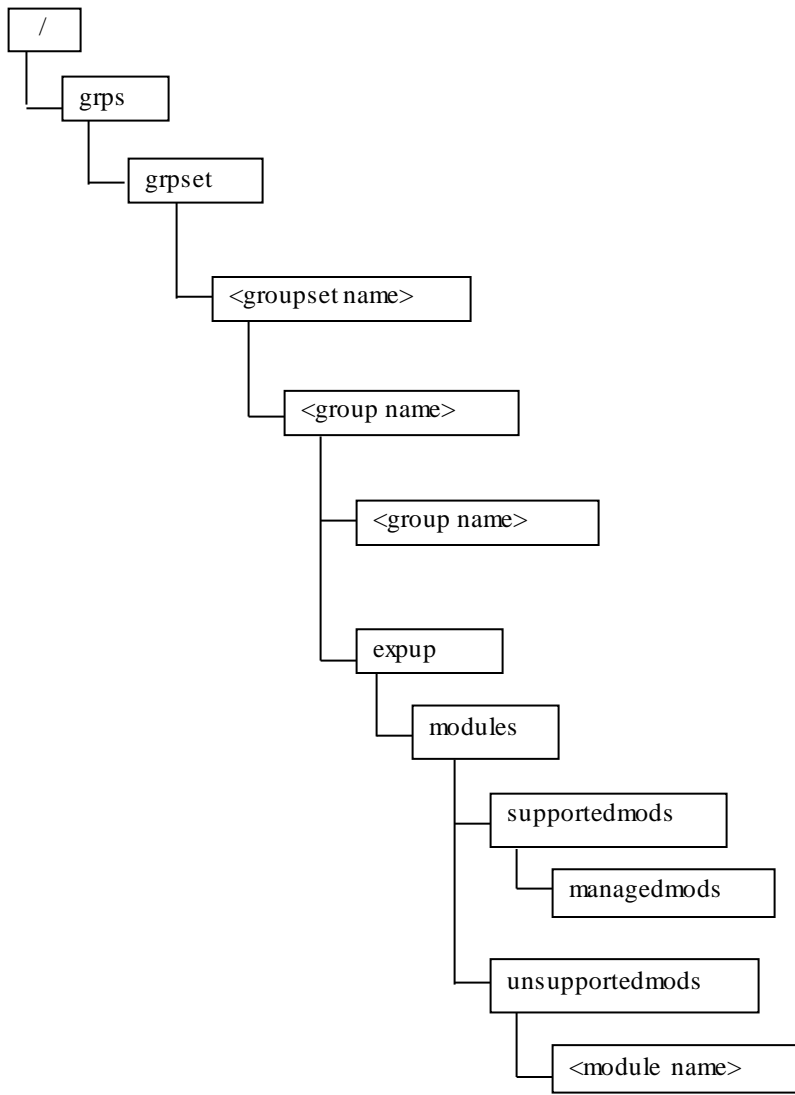 /
grps
grpset
<groupset name>
<group name>
<group name>
expup
modules
supportedmods
managedmods
unsupportedmods
<module name>